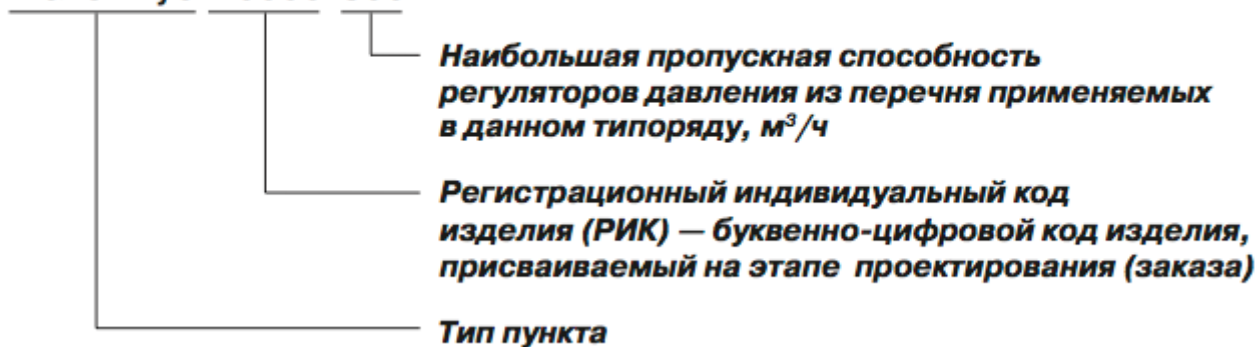 Наибольшая пропускная способность
регуляторов давления из перечня применяемых
в данном типоряду, м³/ч
Регистрационный индивидуальный код
изделия (РИК) — буквенно-цифровой код изделия,
присваиваемый на этапе проектирования (заказа)
Тип пункта